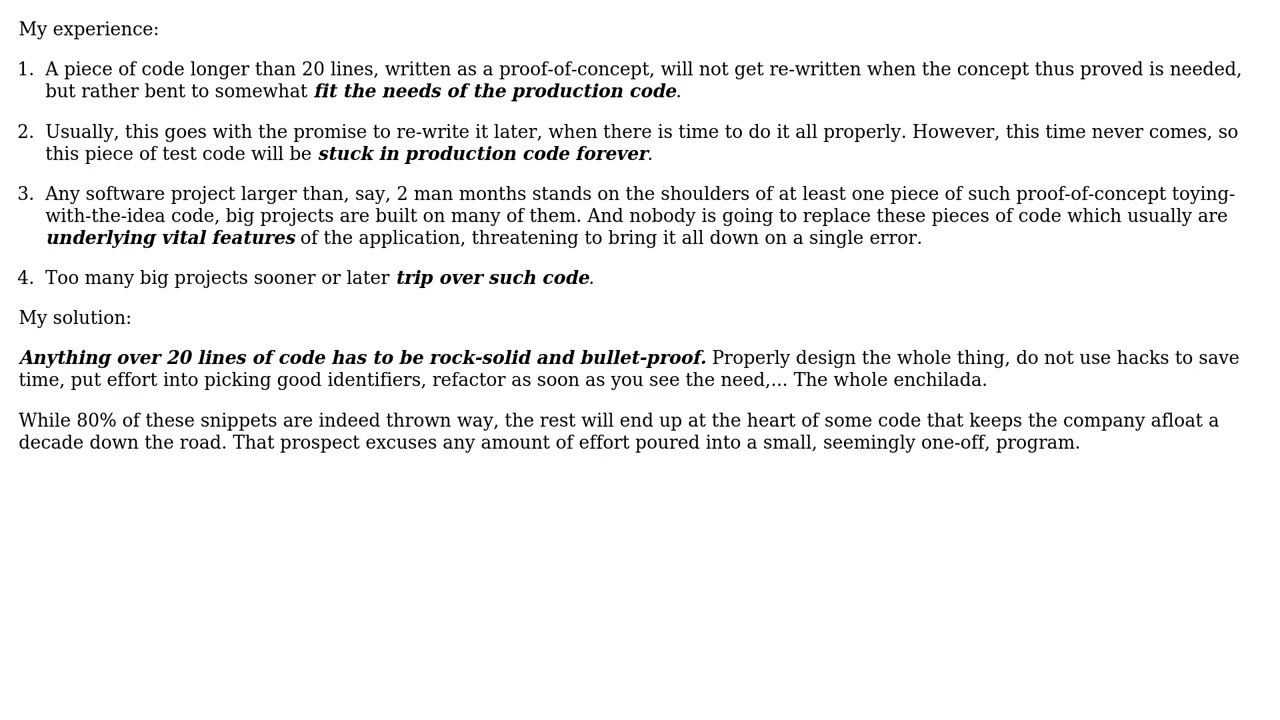 My experience:
1. A piece of code longer than 20 lines, written as a proof-of-concept, will not get re-written when the concept thus proved is needed,
but rather bent to somewhat fit the needs of the production code.
2. Usually, this goes with the promise to re-write it later, when there is time to do it all properly. However, this time never comes, so
this piece of test code will be stuck in production code forever.
3. Any software project larger than, say, 2 man months stands on the shoulders of at least one piece of such proof-of-concept toying-
with-the-idea code, big projects are built on many of them. And nobody is going to replace these pieces of code which usually are
underlying vital features of the application, threatening to bring it all down on a single error.
4. Too many big projects sooner or later trip over such code.
My solution:
Anything over 20 lines of code has to be rock-solid and bullet-proof. Properly design the whole thing, do not use hacks to save
time, put effort into picking good identifiers, refactor as soon as you see the need,... The whole enchilada.
While 80% of these snippets are indeed thrown way, the rest will end up at the heart of some code that keeps the company afloat a
decade down the road. That prospect excuses any amount of effort poured into a small, seemingly one-off, program.